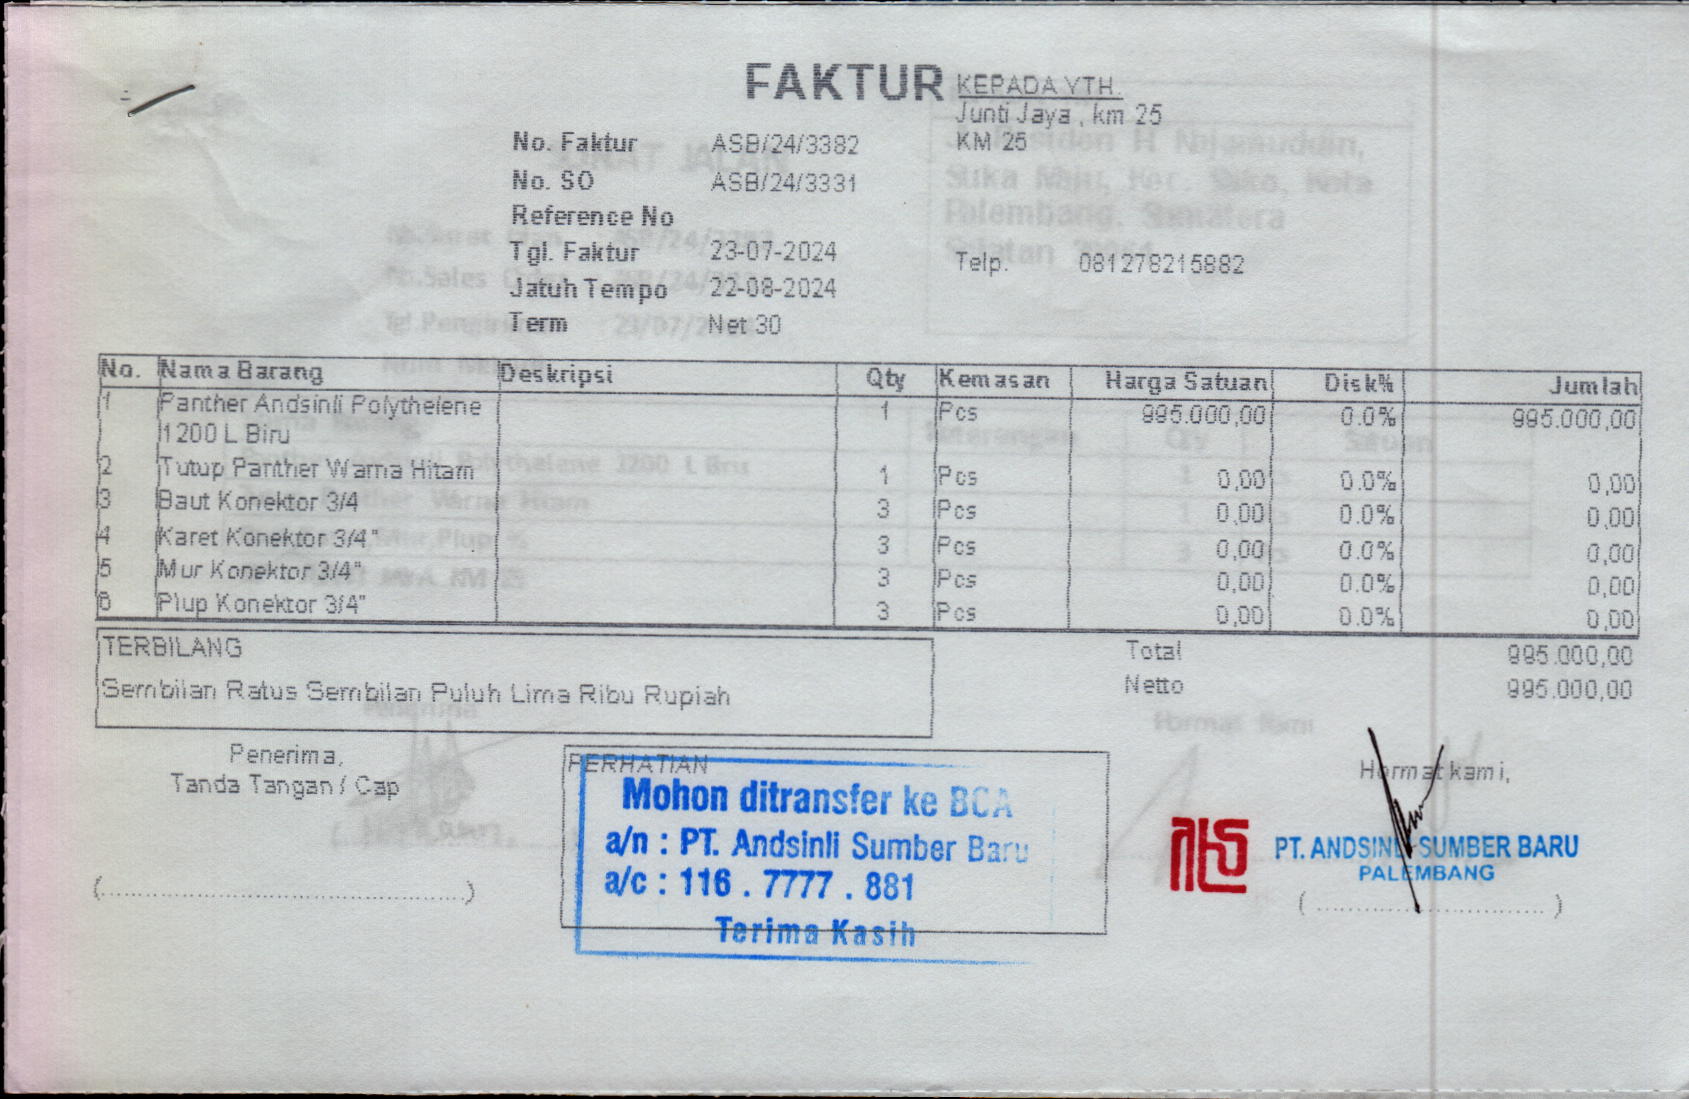 FAKTUR
KEPADA YTH.
Junti Jaya , km 25
KM 25
Telp. 081278215882
No. Faktur ASB/24/3382
No. SO ASB/24/3331
Reference No
Tgl. Faktur 23-07-2024
Jatuh Tempo 22-08-2024
Term Net 30
No. Nama Barang Deskripsi Qty Kemasan Harga Satuan Disk% Jumlah
1 Panther Andsinli Polythelene 1 Pcs 995.000,00 0.0% 995.000,00
1200 L Biru
2 Tutup Panther Warna Hitam 1 Pcs 0,00 0.0% 0,00
3 Baut Konektor 3/4 3 Pcs 0,00 0.0% 0,00
4 Karet Konektor 3/4" 3 Pcs 0,00 0.0% 0,00
5 Mur Konektor 3/4" 3 Pcs 0,00 0.0% 0,00
6 Plup Konektor 3/4" 3 Pcs 0,00 0.0% 0,00
TERBILANG
Sembilan Ratus Sembilan Puluh Lima Ribu Rupiah
Total 995.000,00
Netto 995.000,00
Penerima,
Tanda Tangan / Cap
(..........................................)
PERHATIAN
Mohon ditransfer ke BCA
a/n : PT. Andsinli Sumber Baru
a/c : 116 . 7777 . 881
Terima Kasih
Hormat kami,
PT. ANDSINLI SUMBER BARU
PALEMBANG
( .............................. )